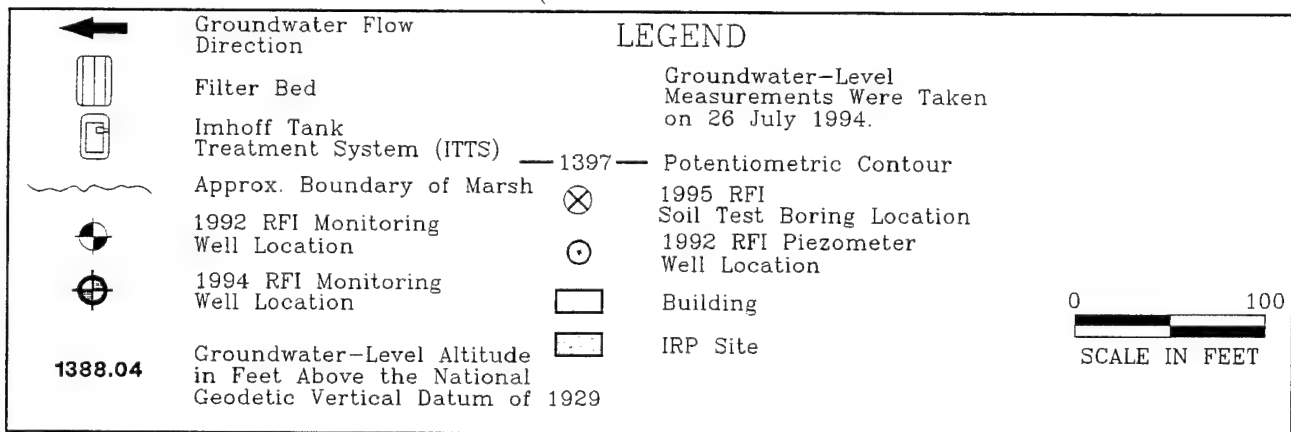 LEGEND
Groundwater Flow
Direction
Filter Bed
Imhoff Tank
Treatment System (ITTS)
Approx. Boundary of Marsh
1992 RFI Monitoring
Well Location
1994 RFI Monitoring
Well Location
1388.04
Groundwater-Level Altitude
in Feet Above the National
Geodetic Vertical Datum of 1929
Groundwater-Level
Measurements Were Taken
on 26 July 1994.
1397
Potentiometric Contour
1995 RFI
Soil Test Boring Location
1992 RFI Piezometer
Well Location
Building
IRP Site
0 100
SCALE IN FEET